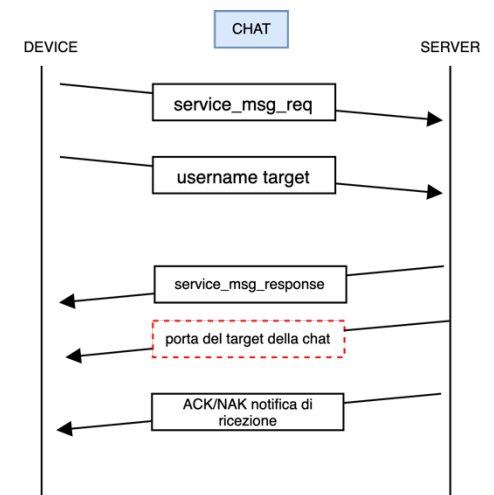 CHAT
DEVICE
SERVER
service_msg_req
username target
service_msg_response
porta del target della chat
ACK/NAK notifica di
ricezione